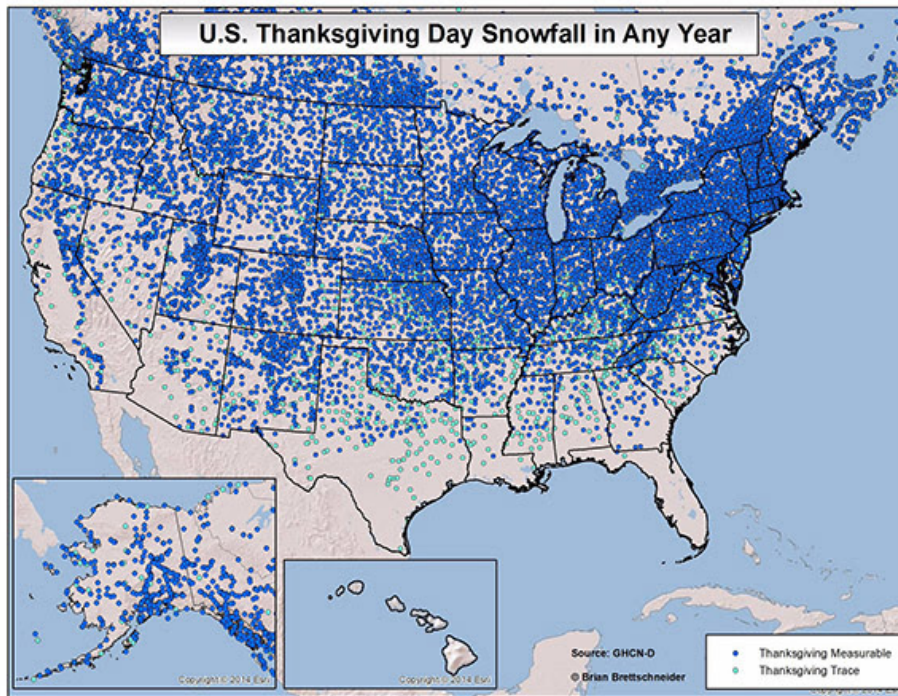 U.S. Thanksgiving Day Snowfall in Any Year
Source: GHCN-D
© Brian Brettschneider
Thanksgiving Measurable
Thanksgiving Trace
Copyright © 2014 Esri
Copyright © 2014 Esri